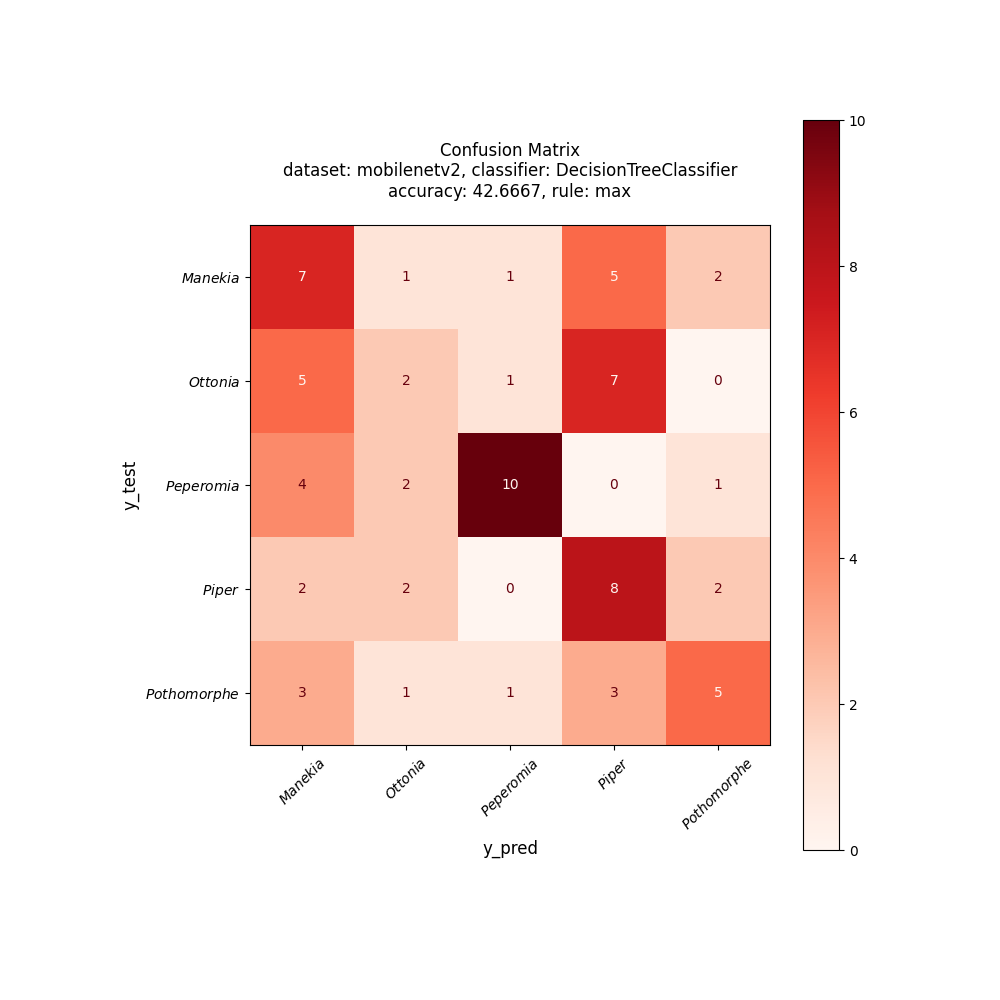 Confusion Matrix
dataset: mobilenetv2, classifier: DecisionTreeClassifier
accuracy: 42.6667, rule: max
Manekia 7 1 1 5 2
Ottonia 5 2 1 7 0
Peperomia 4 2 10 0 1
Piper 2 2 0 8 2
Pothomorphe 3 1 1 3 5
Manekia Ottonia Peperomia Piper Pothomorphe
y_pred
y_test
10
8
6
4
2
0